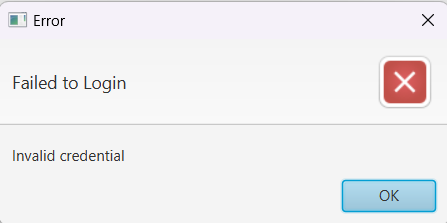 Error
Failed to Login
Invalid credential
OK